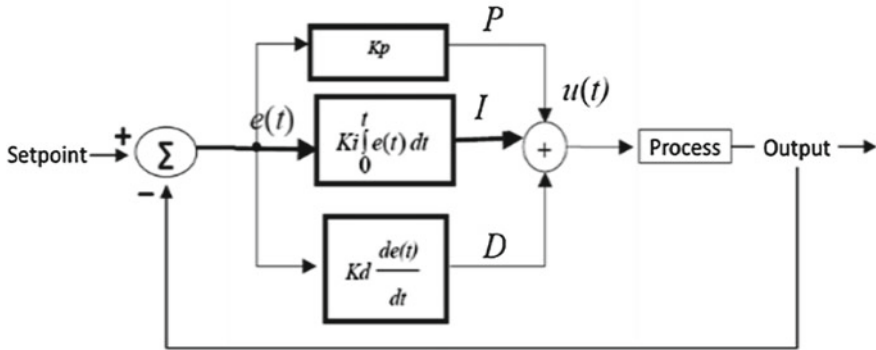 P
Kp
e(t)
I
u(t)
+
Setpoint
Σ
Ki∫₀ᵗ e(t) dt
+
Process
Output
−
D
Kd de(t)/dt